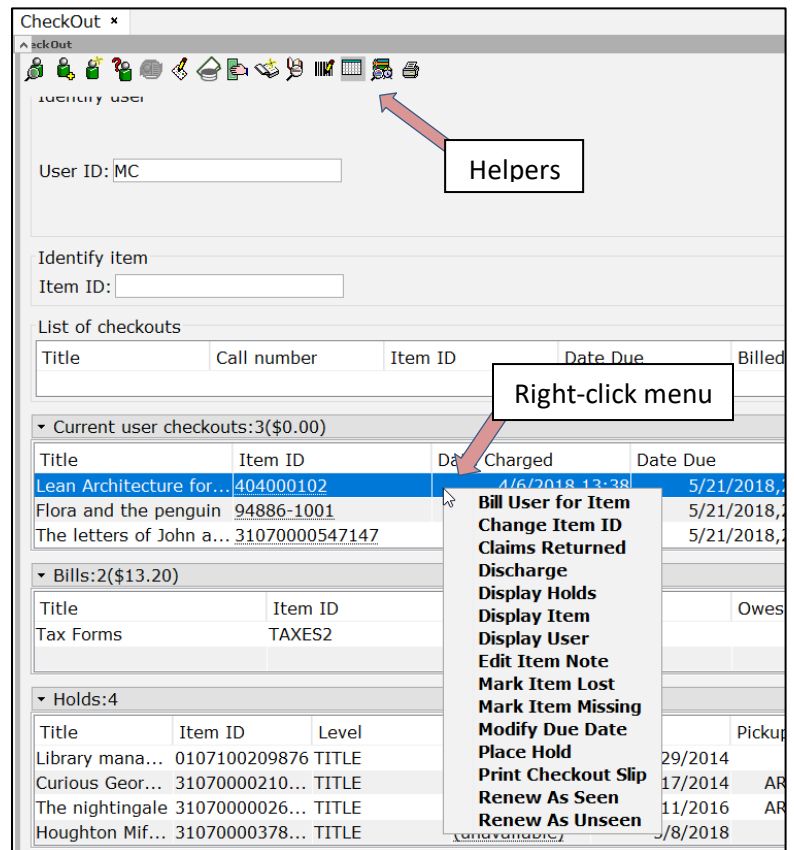 CheckOut ×
eckOut
Identify user
Helpers
User ID: MC
Identify item
Item ID:
List of checkouts
Title Call number Item ID Date Due Billed
Right-click menu
Current user checkouts:3($0.00)
Title Item ID Da Charged Date Due
Lean Architecture for... 404000102 4/6/2018,13:38 5/21/2018,2
Flora and the penguin 94886-1001 5/21/2018,2
The letters of John a... 31070000547147 5/21/2018,2
Bill User for Item
Change Item ID
Claims Returned
Discharge
Display Holds
Display Item
Display User
Edit Item Note
Mark Item Lost
Mark Item Missing
Modify Due Date
Place Hold
Print Checkout Slip
Renew As Seen
Renew As Unseen
Bills:2($13.20)
Title Item ID Owes
Tax Forms TAXES2
Holds:4
Title Item ID Level Pickup
Library mana... 0107100209876 TITLE 29/2014
Curious Geor... 31070000210... TITLE 17/2014 AR
The nightingale 31070000026... TITLE 11/2016 AR
Houghton Mif... 31070000378... TITLE (unavailable) 5/8/2018